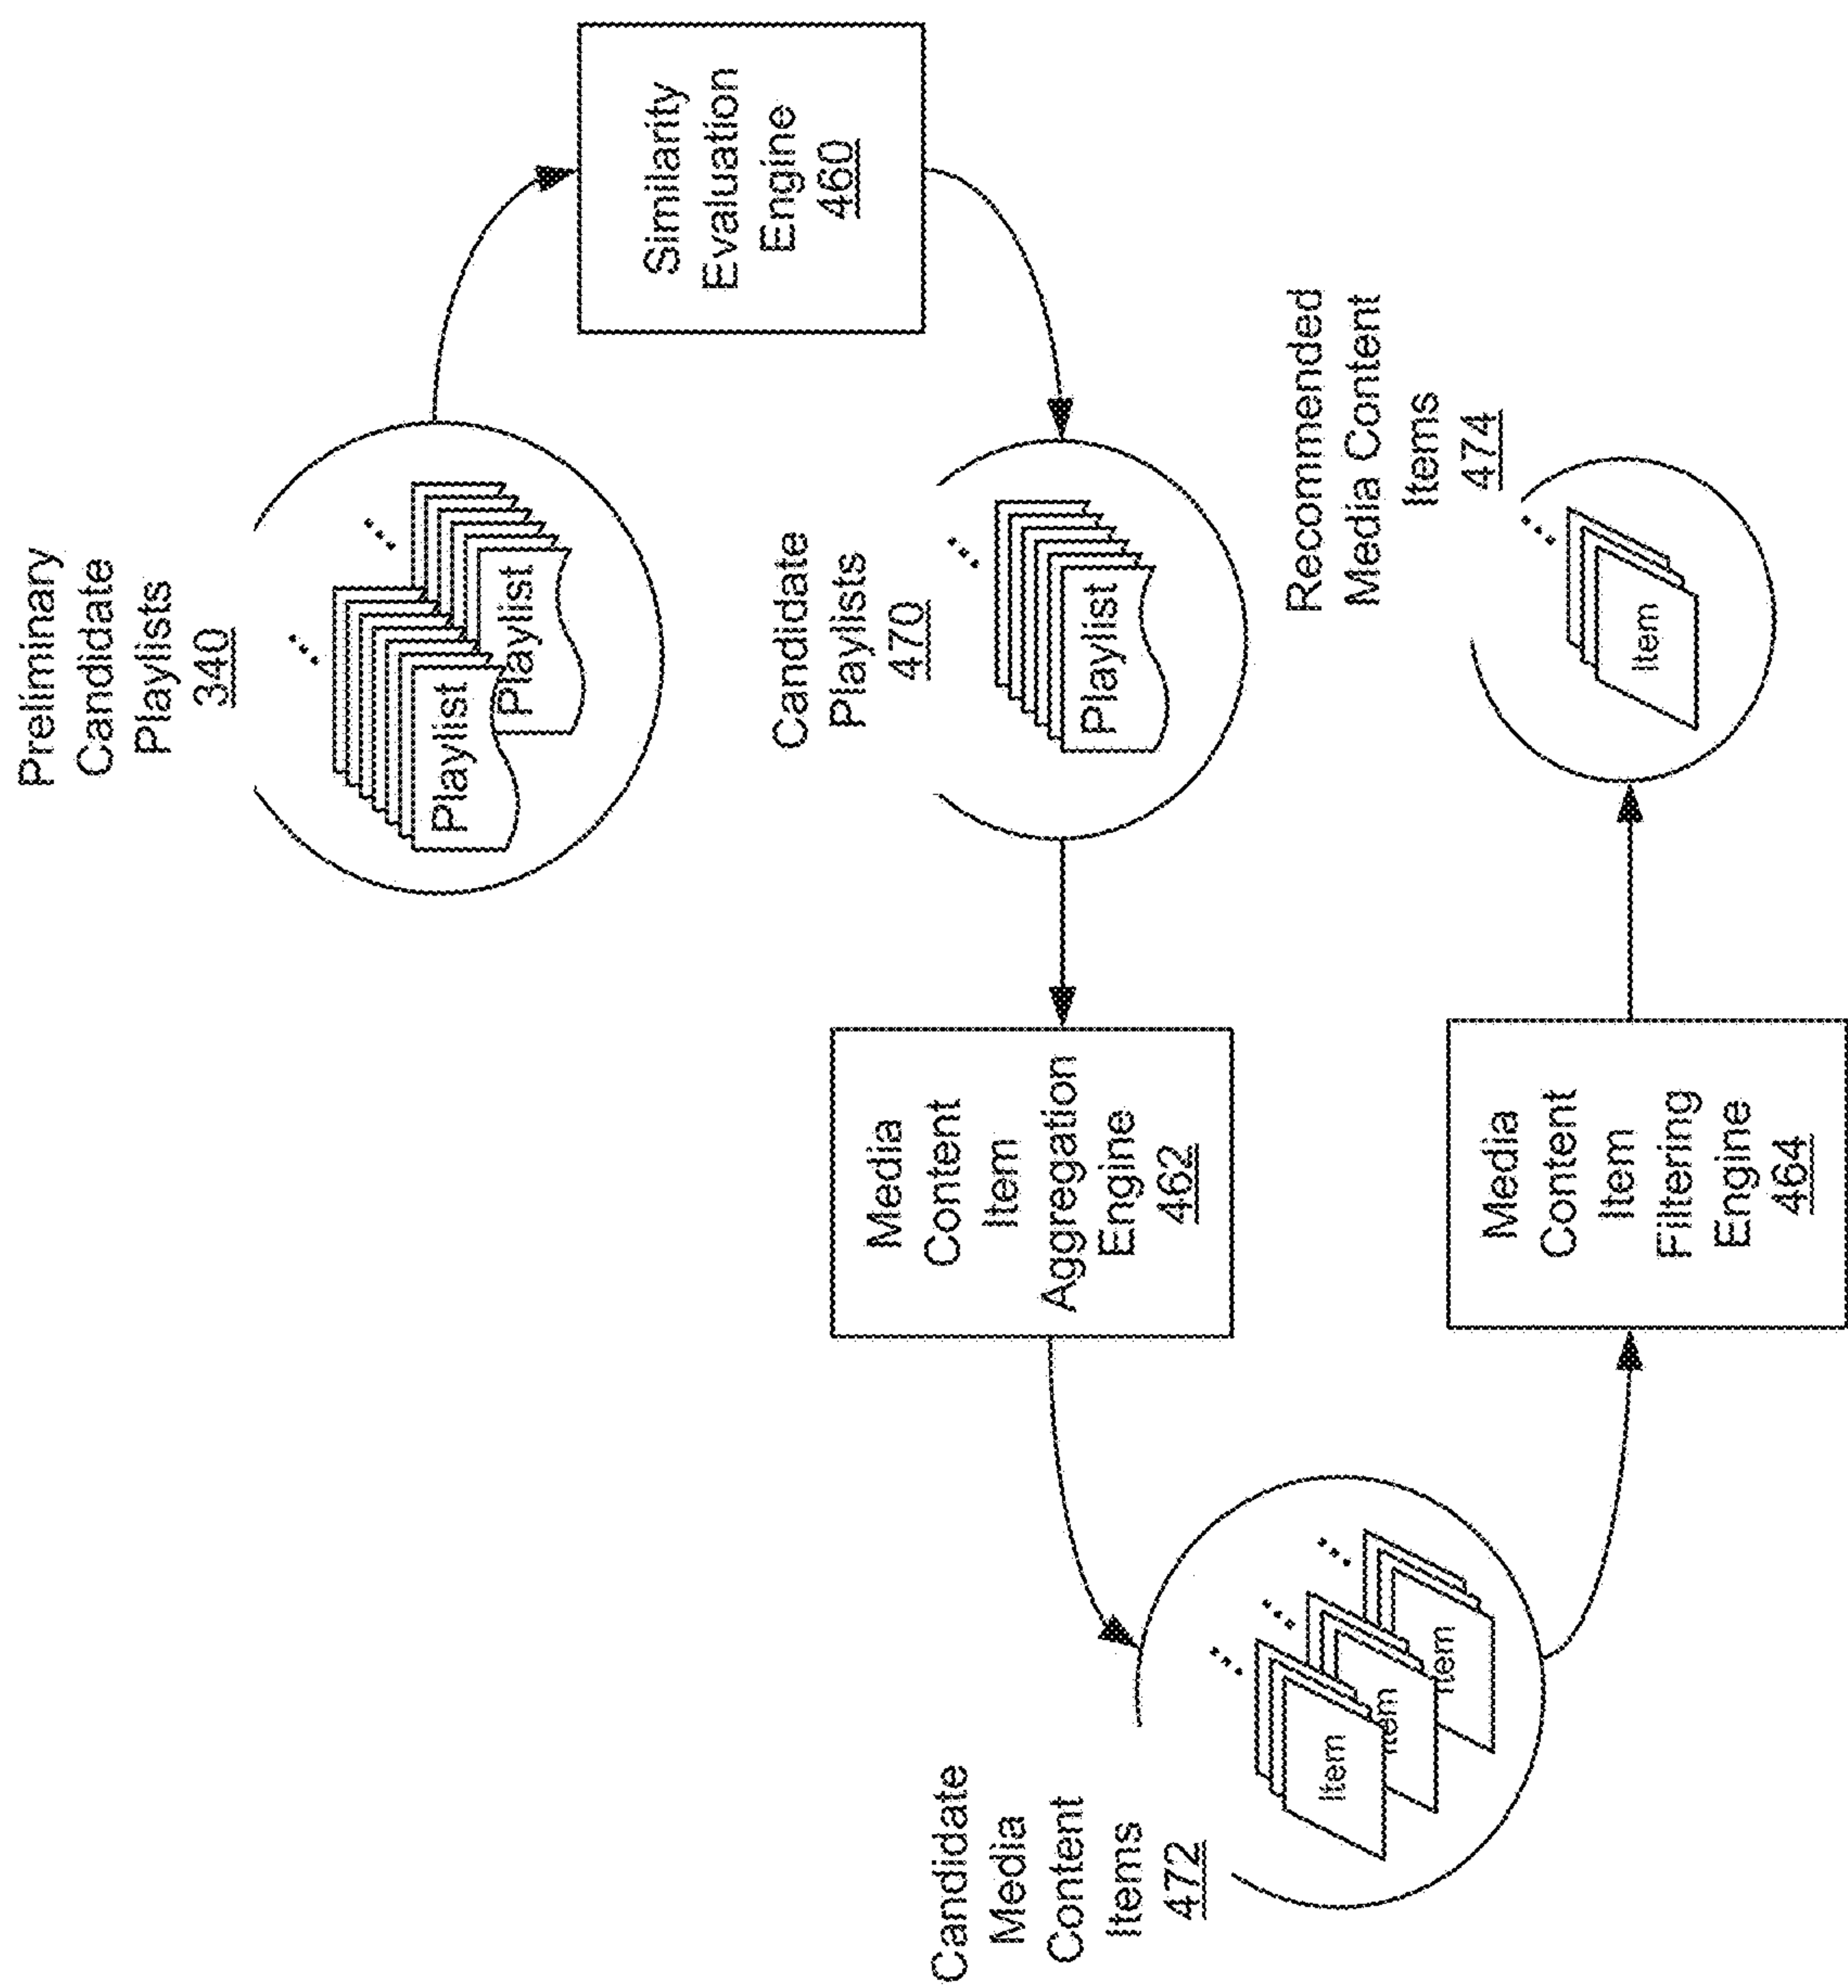 Preliminary
Candidate
Playlists
340
Playlist
Playlist
Similarity
Evaluation
Engine
460
Candidate
Playlists
470
Playlist
Media
Content
Item
Aggregation
Engine
462
Candidate
Media
Content
Items
472
Item
Item
Item
Media
Content
Item
Filtering
Engine
464
Recommended
Media Content
Items
474
Item